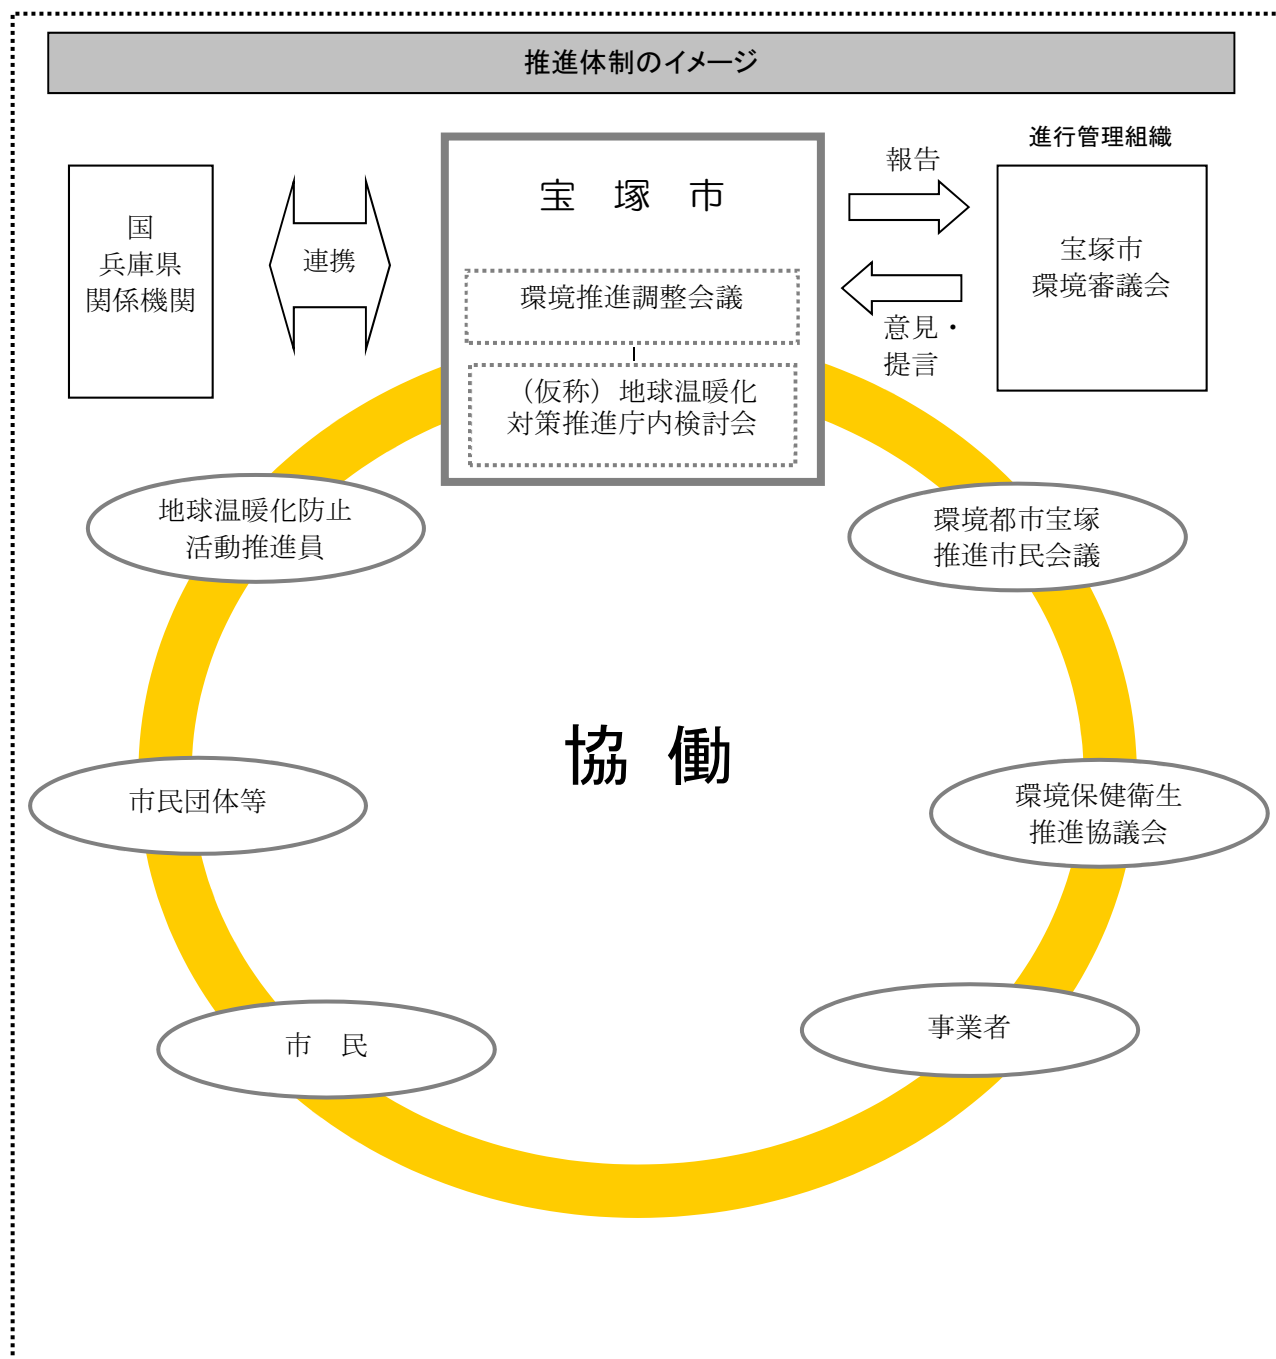 推進体制のイメージ
国
兵庫県
関係機関
連携
宝　塚　市
環境推進調整会議
（仮称）地球温暖化
対策推進庁内検討会
報告
意見・
提言
進行管理組織
宝塚市
環境審議会
地球温暖化防止
活動推進員
環境都市宝塚
推進市民会議
協　働
市民団体等
環境保健衛生
推進協議会
市　民
事業者